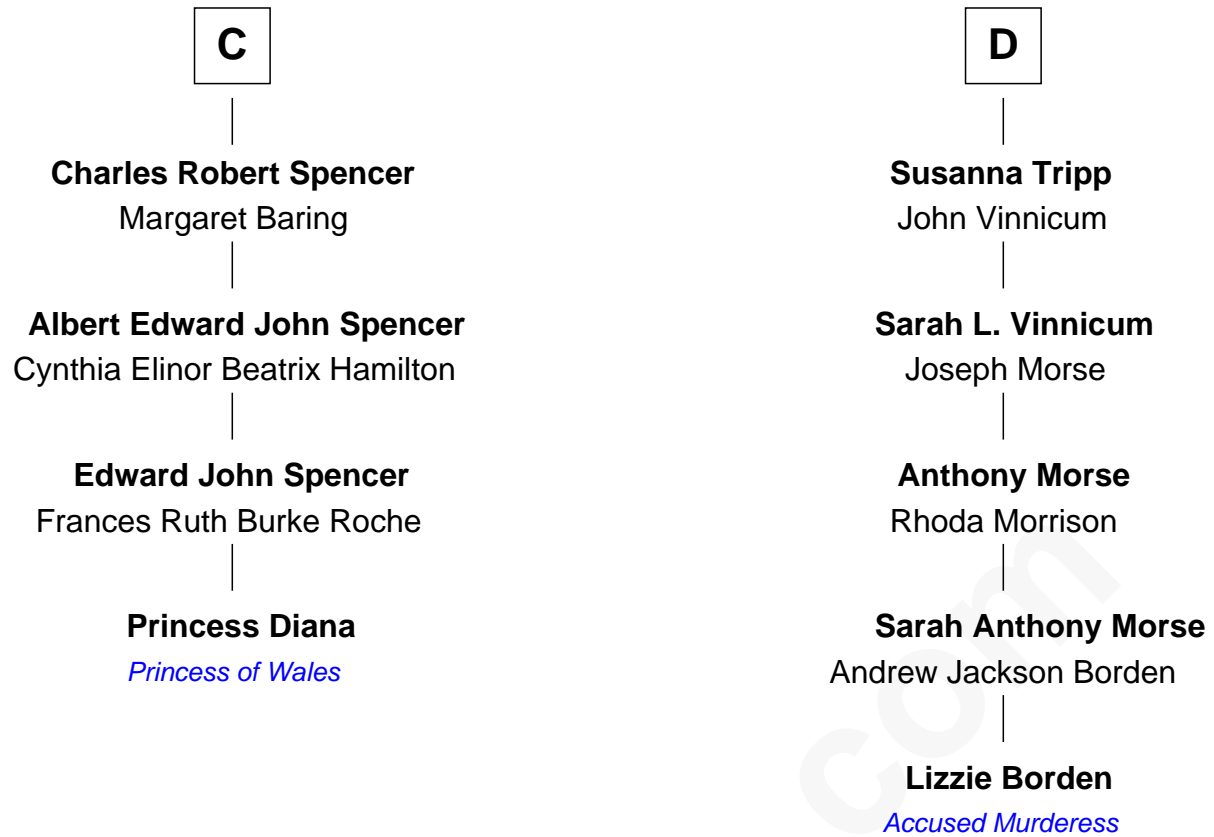 C
Charles Robert Spencer
Margaret Baring
Albert Edward John Spencer
Cynthia Elinor Beatrix Hamilton
Edward John Spencer
Frances Ruth Burke Roche
Princess Diana
Princess of Wales
D
Susanna Tripp
John Vinnicum
Sarah L. Vinnicum
Joseph Morse
Anthony Morse
Rhoda Morrison
Sarah Anthony Morse
Andrew Jackson Borden
Lizzie Borden
Accused Murderess
com